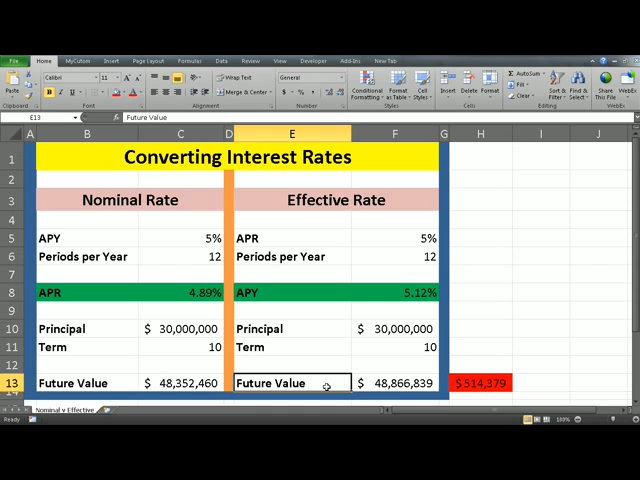 File Home MyCutom Insert Page Layout Formulas Data Review View Developer Add-Ins New Tab
Paste Calibri 11 Wrap Text General Conditional Formatting Format as Table Cell Styles Insert Delete Format AutoSum Fill Sort & Find & Share This File WebEx
Merge & Center
Clipboard Font Alignment Number Styles Cells Editing WebEx
E13 fx Future Value
A B C D E F G H I J
1 Converting Interest Rates
2
3 Nominal Rate Effective Rate
4
5 APY 5% APR 5%
6 Periods per Year 12 Periods per Year 12
7
8 APR 4.89% APY 5.12%
9
10 Principal $ 30,000,000 Principal $ 30,000,000
11 Term 10 Term 10
12
13 Future Value $ 48,352,460 Future Value $ 48,866,839 $514,379
14
Nominal v Effective
Ready 100%